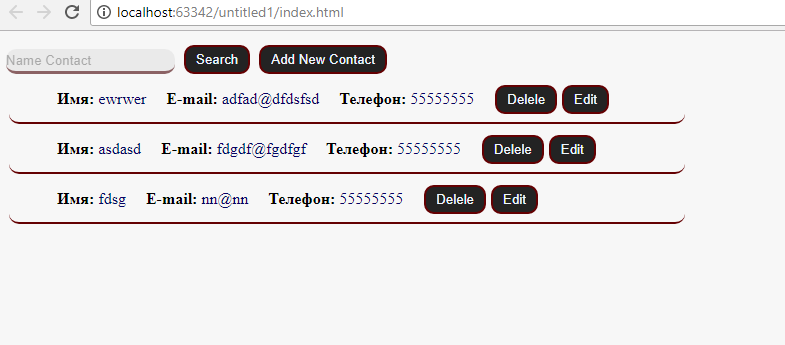 localhost:63342/untitled1/index.html
Name Contact Search Add New Contact
Имя: ewrwer E-mail: adfad@dfdsfsd Телефон: 55555555 Delele Edit
Имя: asdasd E-mail: fdgdf@fgdfgf Телефон: 55555555 Delele Edit
Имя: fdsg E-mail: nn@nn Телефон: 55555555 Delele Edit